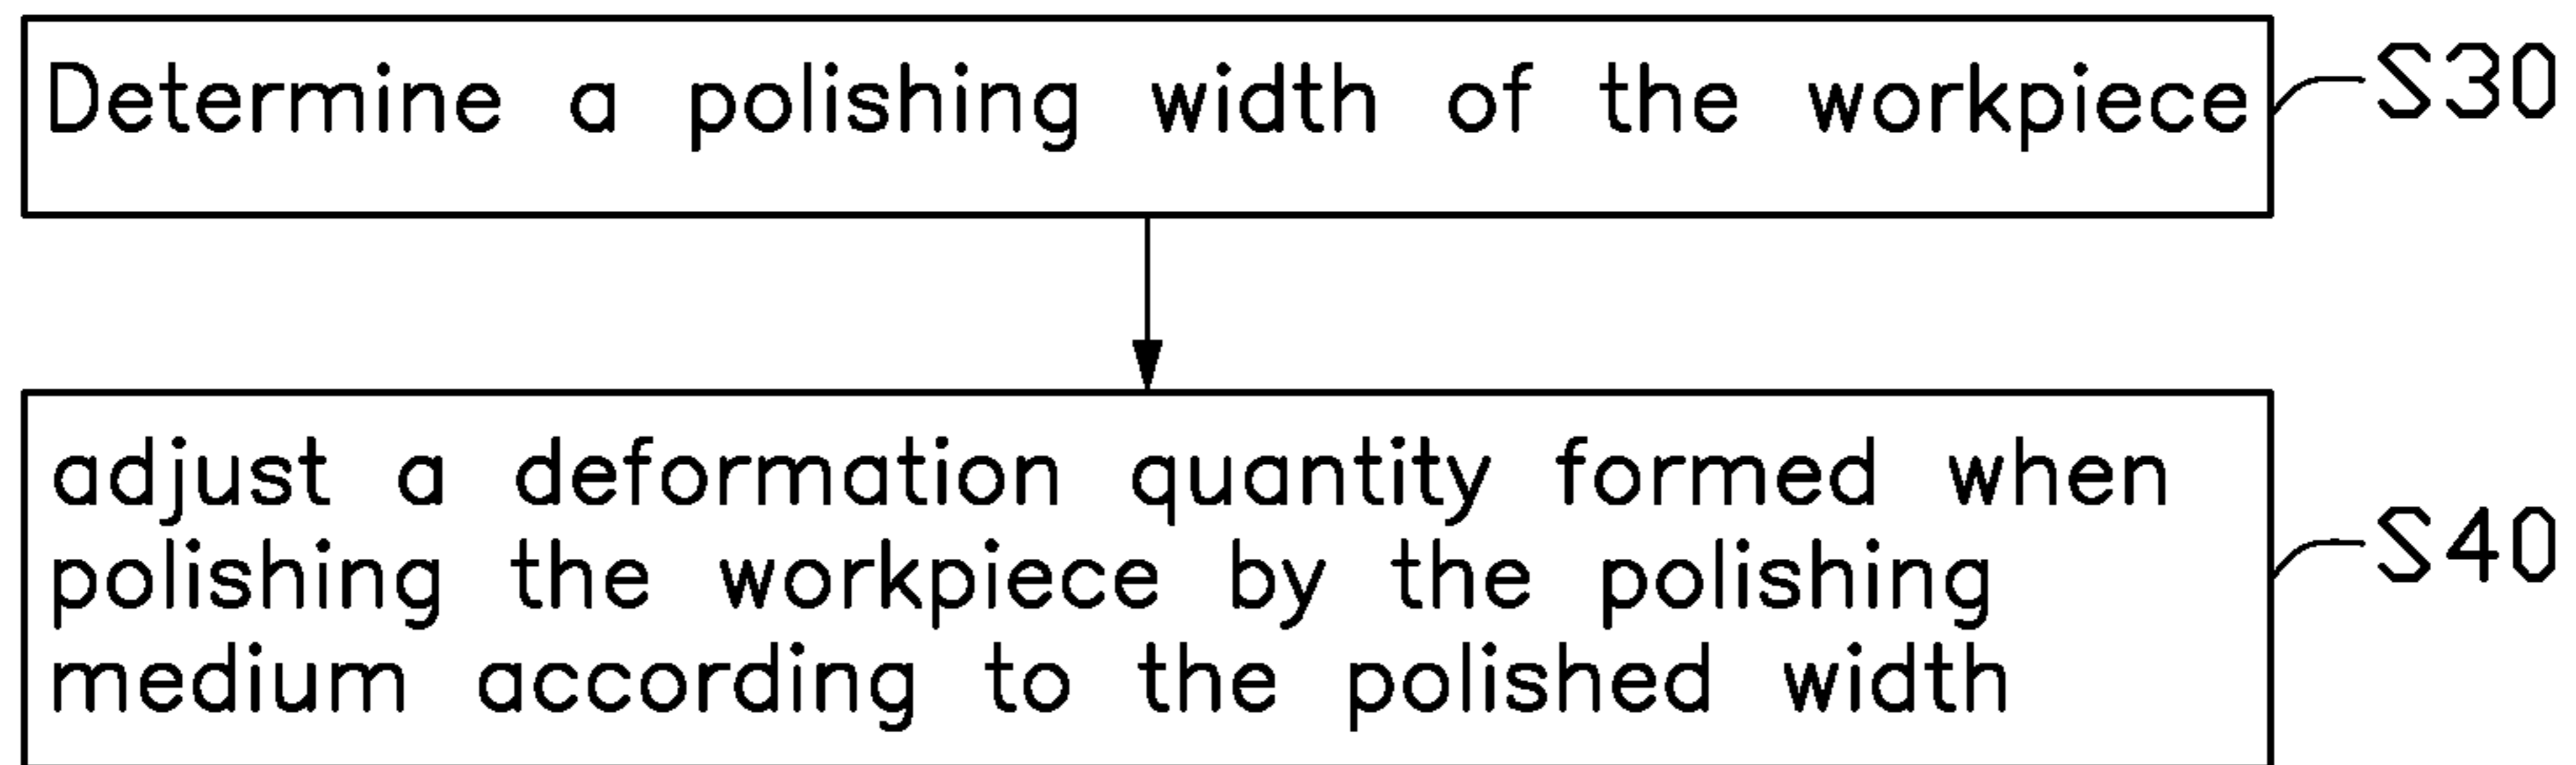 Determine a polishing width of the workpiece
S30
adjust a deformation quantity formed when
polishing the workpiece by the polishing
medium according to the polished width
S40